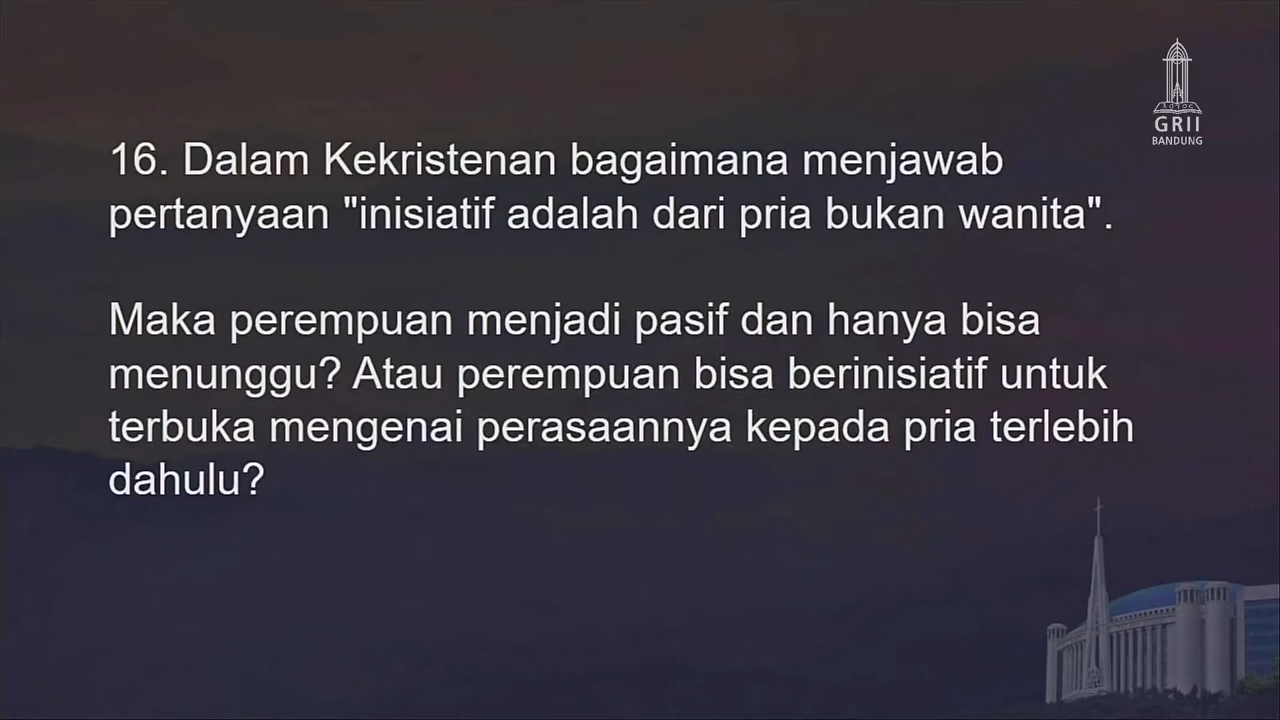 GRII
BANDUNG
16. Dalam Kekristenan bagaimana menjawab
pertanyaan "inisiatif adalah dari pria bukan wanita".
Maka perempuan menjadi pasif dan hanya bisa
menunggu? Atau perempuan bisa berinisiatif untuk
terbuka mengenai perasaannya kepada pria terlebih
dahulu?